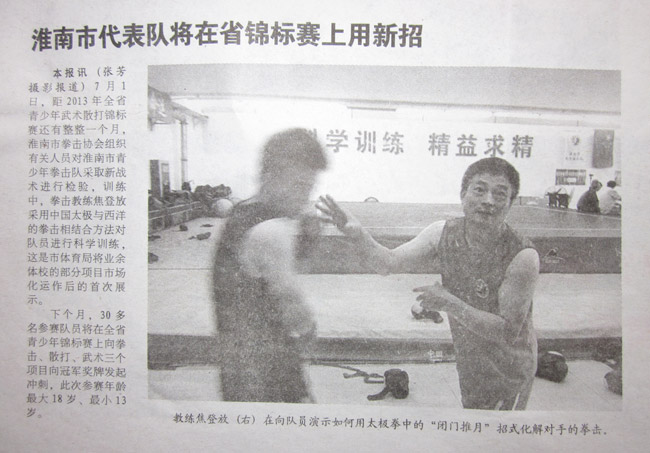 淮南市代表队将在省锦标赛上用新招
本报讯（张芳
摄影报道）7月1
日，距2013年全省
青少年武术散打锦标
赛还有整整一个月，
淮南市拳击协会组织
有关人员对淮南市青
少年拳击队采取新战
术进行检验，训练
中，拳击教练焦登放
采用中国太极与西洋
的拳击相结合方法对
队员进行科学训练，
这是市体育局将业余
体校的部分项目市场
化运作后的首次展
示。
下个月，30多
名参赛队员将在全省
青少年锦标赛上向拳
击、散打、武术三个
项目向冠军奖牌发起
冲刺，此次参赛年龄
最大18岁、最小13
岁。
科学训练 精益求精
教练焦登放（右）在向队员演示如何用太极拳中的“闭门推月”招式化解对手的拳击。